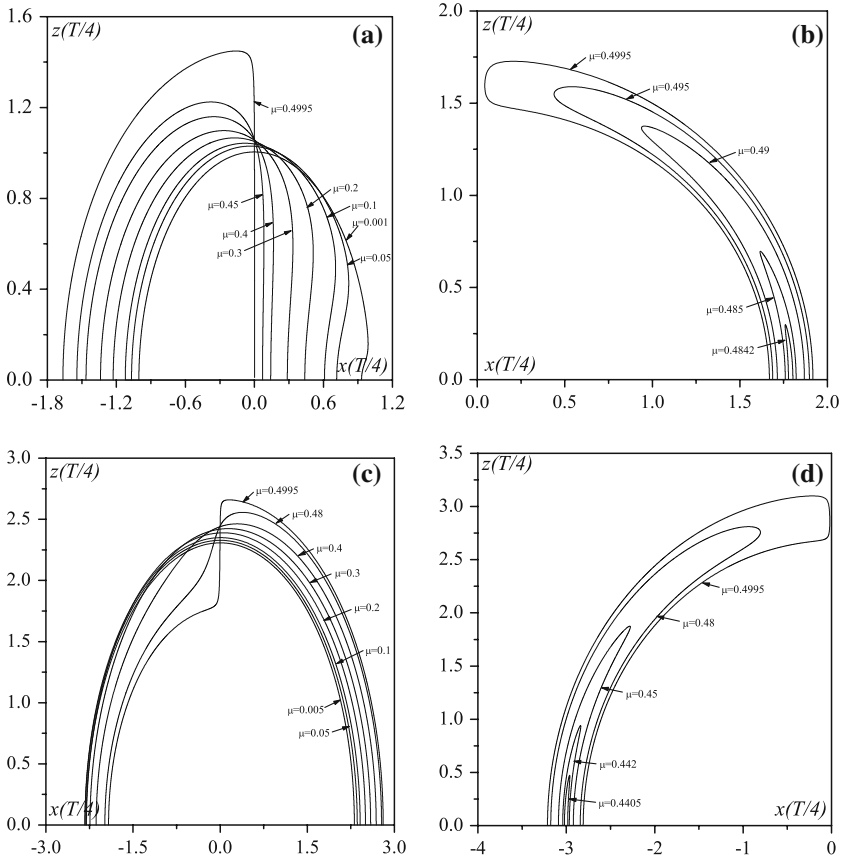 z(T/4)
(a)
1.6
1.2
0.8
0.4
0.0
μ=0.4995
μ=0.2
μ=0.1
μ=0.001
μ=0.05
μ=0.45
μ=0.4
μ=0.3
x(T/4)
-1.8 -1.2 -0.6 0.0 0.6 1.2
z(T/4)
(b)
2.0
1.5
1.0
0.5
0.0
μ=0.4995
μ=0.495
μ=0.49
μ=0.485
μ=0.4842
x(T/4)
0.0 0.5 1.0 1.5 2.0
z(T/4)
(c)
3.0
2.5
2.0
1.5
1.0
0.5
0.0
μ=0.4995
μ=0.48
μ=0.4
μ=0.3
μ=0.2
μ=0.1
μ=0.005
μ=0.05
x(T/4)
-3.0 -1.5 0.0 1.5 3.0
z(T/4)
(d)
3.5
3.0
2.5
2.0
1.5
1.0
0.5
0.0
μ=0.4995
μ=0.48
μ=0.45
μ=0.442
μ=0.4405
x(T/4)
-4 -3 -2 -1 0